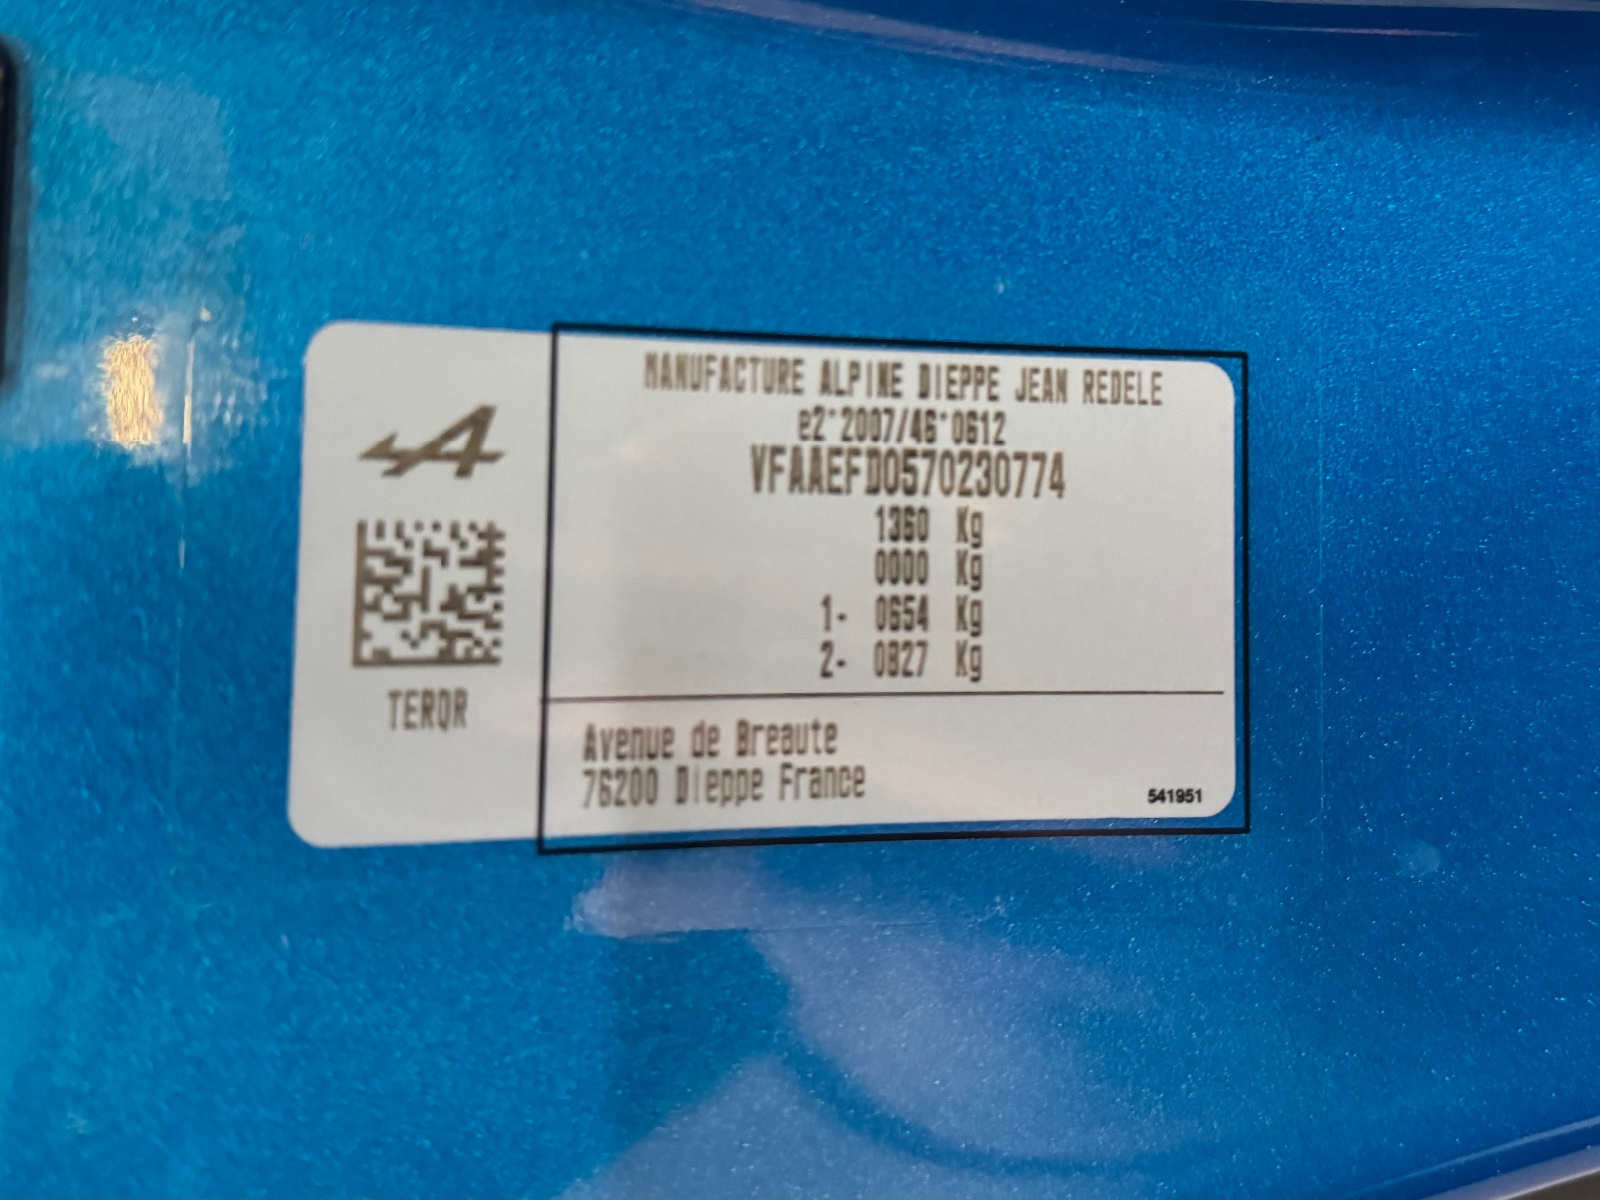 MANUFACTURE ALPINE DIEPPE JEAN REDELE
e2*2007/46*0612
VFAAEFD0570230774
1360 Kg
0000 Kg
1- 0654 Kg
2- 0827 Kg
TERQR
Avenue de Breaute
76200 Dieppe France
541951